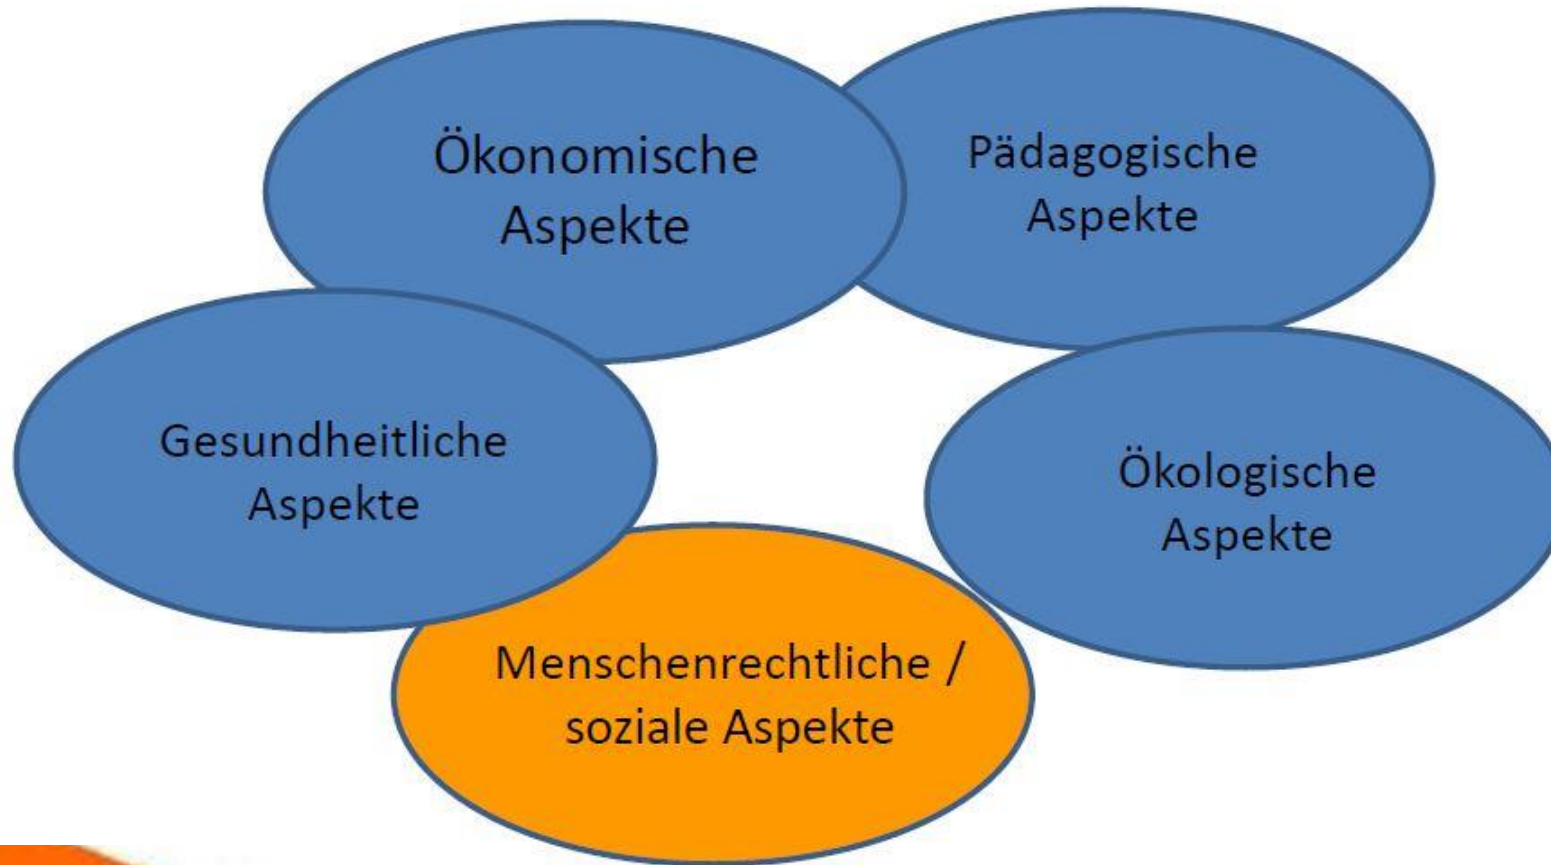 Ökonomische
Aspekte
Pädagogische
Aspekte
Gesundheitliche
Aspekte
Ökologische
Aspekte
Menschenrechtliche /
soziale Aspekte